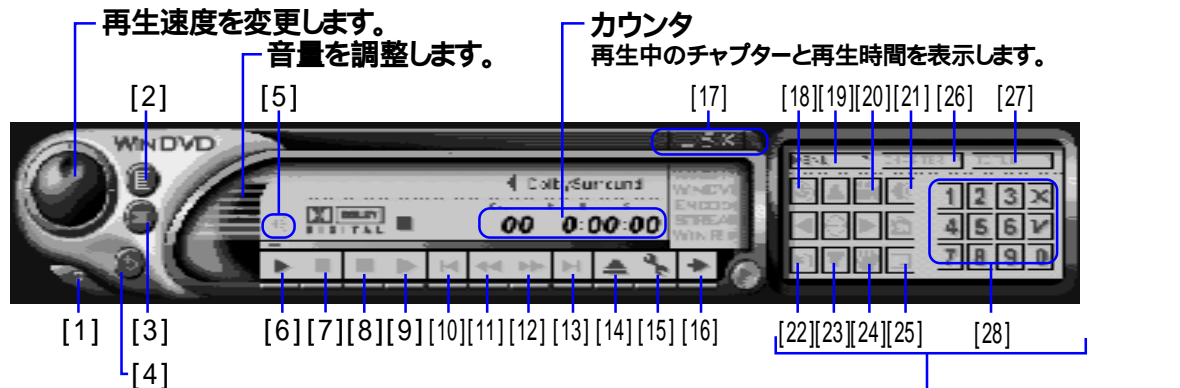 再生速度を変更します。
音量を調整します。
カウンタ
再生中のチャプターと再生時間を表示します。
[2]
[5]
[17]
[18][19][20][21] [26] [27]
WinDVD
Dolby Surround
DIGITAL
00 0:00:00
MENU
1 2 3
4 5 6
7 8 9 0
[1] [3] [6][7][8][9][10][11][12][13][14][15][16] [22][23][24][25] [28]
[4]